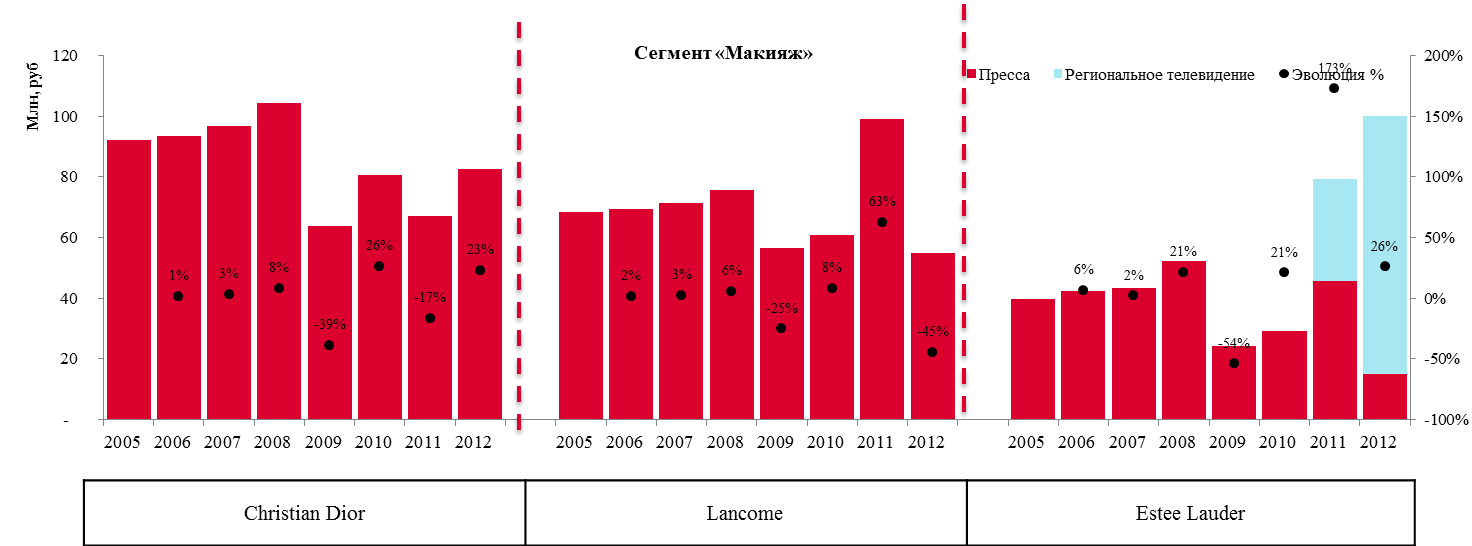 Сегмент «Макияж»
Млн, руб
Пресса Региональное телевидение Эволюция %
120 200%
100 150%
80 100%
60 50%
40 0%
20 -50%
- -100%
1% 3% 8% -39% 26% -17% 23%
2% 3% 6% -25% 8% 63% -45%
6% 2% 21% -54% 21% 173% 26%
2005 2006 2007 2008 2009 2010 2011 2012 2005 2006 2007 2008 2009 2010 2011 2012 2005 2006 2007 2008 2009 2010 2011 2012
Christian Dior Lancome Estee Lauder